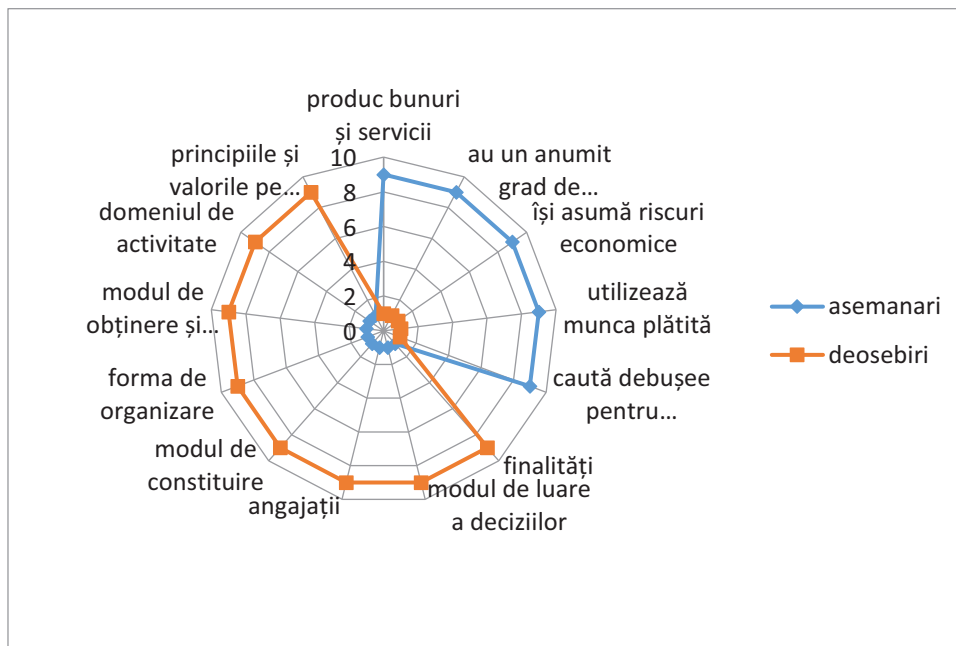 produc bunuri
și servicii
au un anumit
grad de...
își asumă riscuri
economice
utilizează
munca plătită
caută debușee
pentru...
finalități
modul de luare
a deciziilor
angajații
modul de
constituire
forma de
organizare
modul de
obținere și...
domeniul de
activitate
principiile și
valorile pe...
10
8
6
4
2
0
asemanari
deosebiri